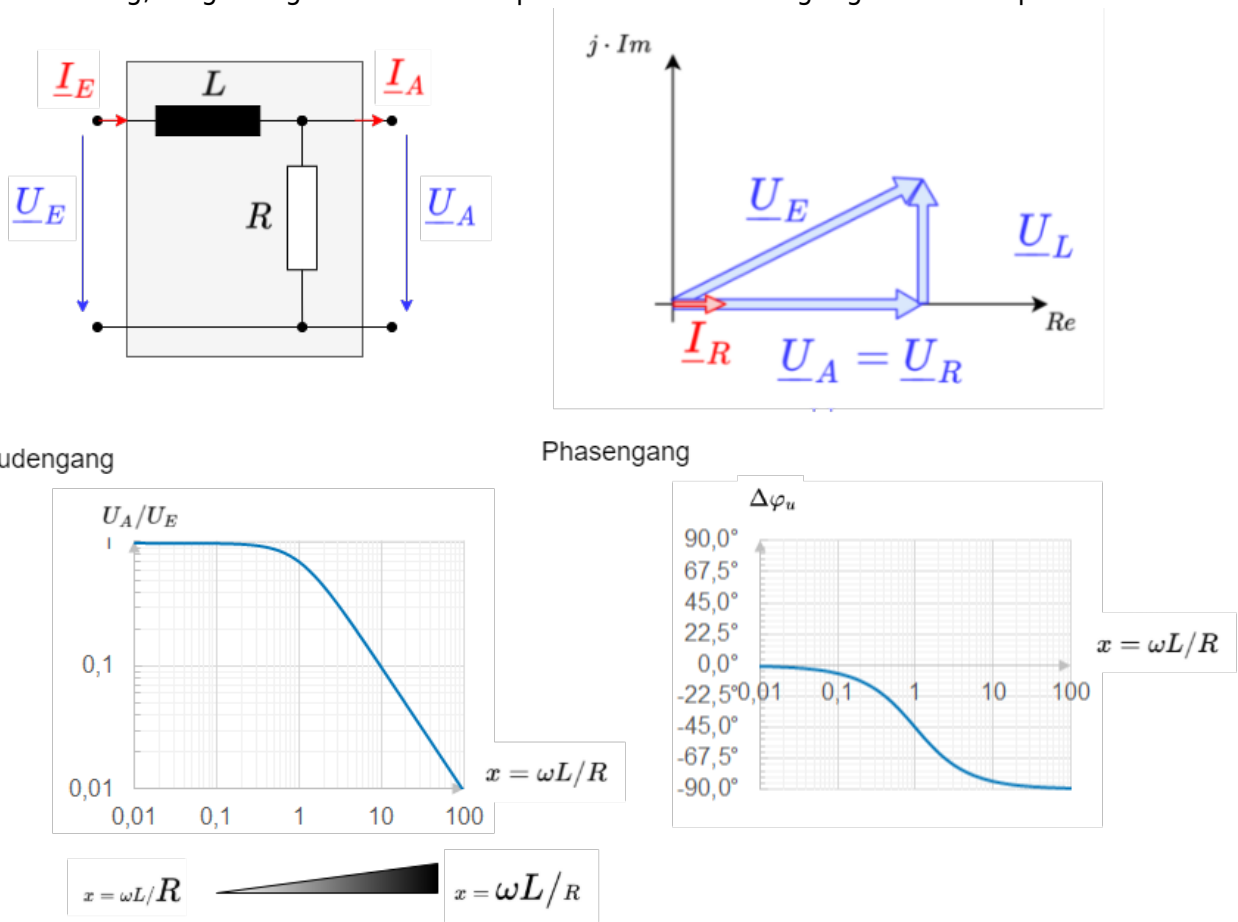 I_E
L
I_A
U_E
R
U_A
j · Im
U_E
U_L
Re
I_R
U_A = U_R
udengang
Phasengang
U_A/U_E
1
0,1
0,01
0,01 0,1 1 10 100
x = ωL/R
Δφ_u
90,0°
67,5°
45,0°
22,5°
0,0°
-22,5°
-45,0°
-67,5°
-90,0°
0,01 0,1 1 10 100
x = ωL/R
x = ωL/R
x = ωL/R